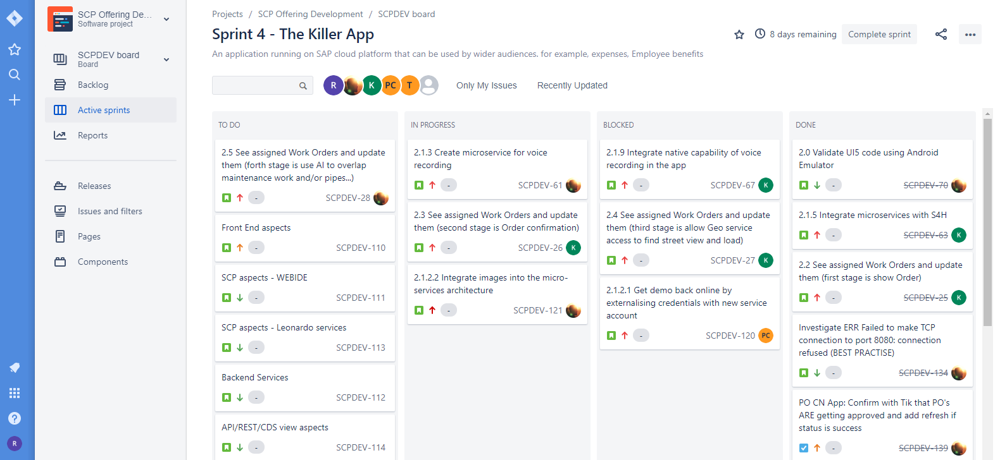 SCP Offering De...
Software project
SCPDEV board
Board
Backlog
Active sprints
Reports
Releases
Issues and filters
Pages
Components
R
Projects / SCP Offering Development / SCPDEV board
Sprint 4 - The Killer App
8 days remaining
Complete sprint
An application running on SAP cloud platform that can be used by wider audiences. for example, expenses, Employee benefits
R K PC T
Only My Issues
Recently Updated
TO DO
2.5 See assigned Work Orders and update
them (forth stage is use AI to overlap
maintenance work and/or pipes...)
- SCPDEV-28
Front End aspects
- SCPDEV-110
SCP aspects - WEBIDE
- SCPDEV-111
SCP aspects - Leonardo services
- SCPDEV-113
Backend Services
- SCPDEV-112
API/REST/CDS view aspects
- SCPDEV-114
IN PROGRESS
2.1.3 Create microservice for voice
recording
- SCPDEV-61
2.3 See assigned Work Orders and update
them (second stage is Order confirmation)
- SCPDEV-26 K
2.1.2.2 Integrate images into the micro-
services architecture
- SCPDEV-121
BLOCKED
2.1.9 Integrate native capability of voice
recording in the app
- SCPDEV-67 K
2.4 See assigned Work Orders and update
them (third stage is allow Geo service
access to find street view and load)
- SCPDEV-27 K
2.1.2.1 Get demo back online by
externalising credentials with new service
account
- SCPDEV-120 PC
DONE
2.0 Validate UI5 code using Android
Emulator
- SCPDEV-70
2.1.5 Integrate microservices with S4H
- SCPDEV-63 K
2.2 See assigned Work Orders and update
them (first stage is show Order)
- SCPDEV-25 K
Investigate ERR Failed to make TCP
connection to port 8080: connection
refused (BEST PRACTISE)
- SCPDEV-134
PO CN App: Confirm with Tik that PO's
ARE getting approved and add refresh if
status is success
- SCPDEV-139